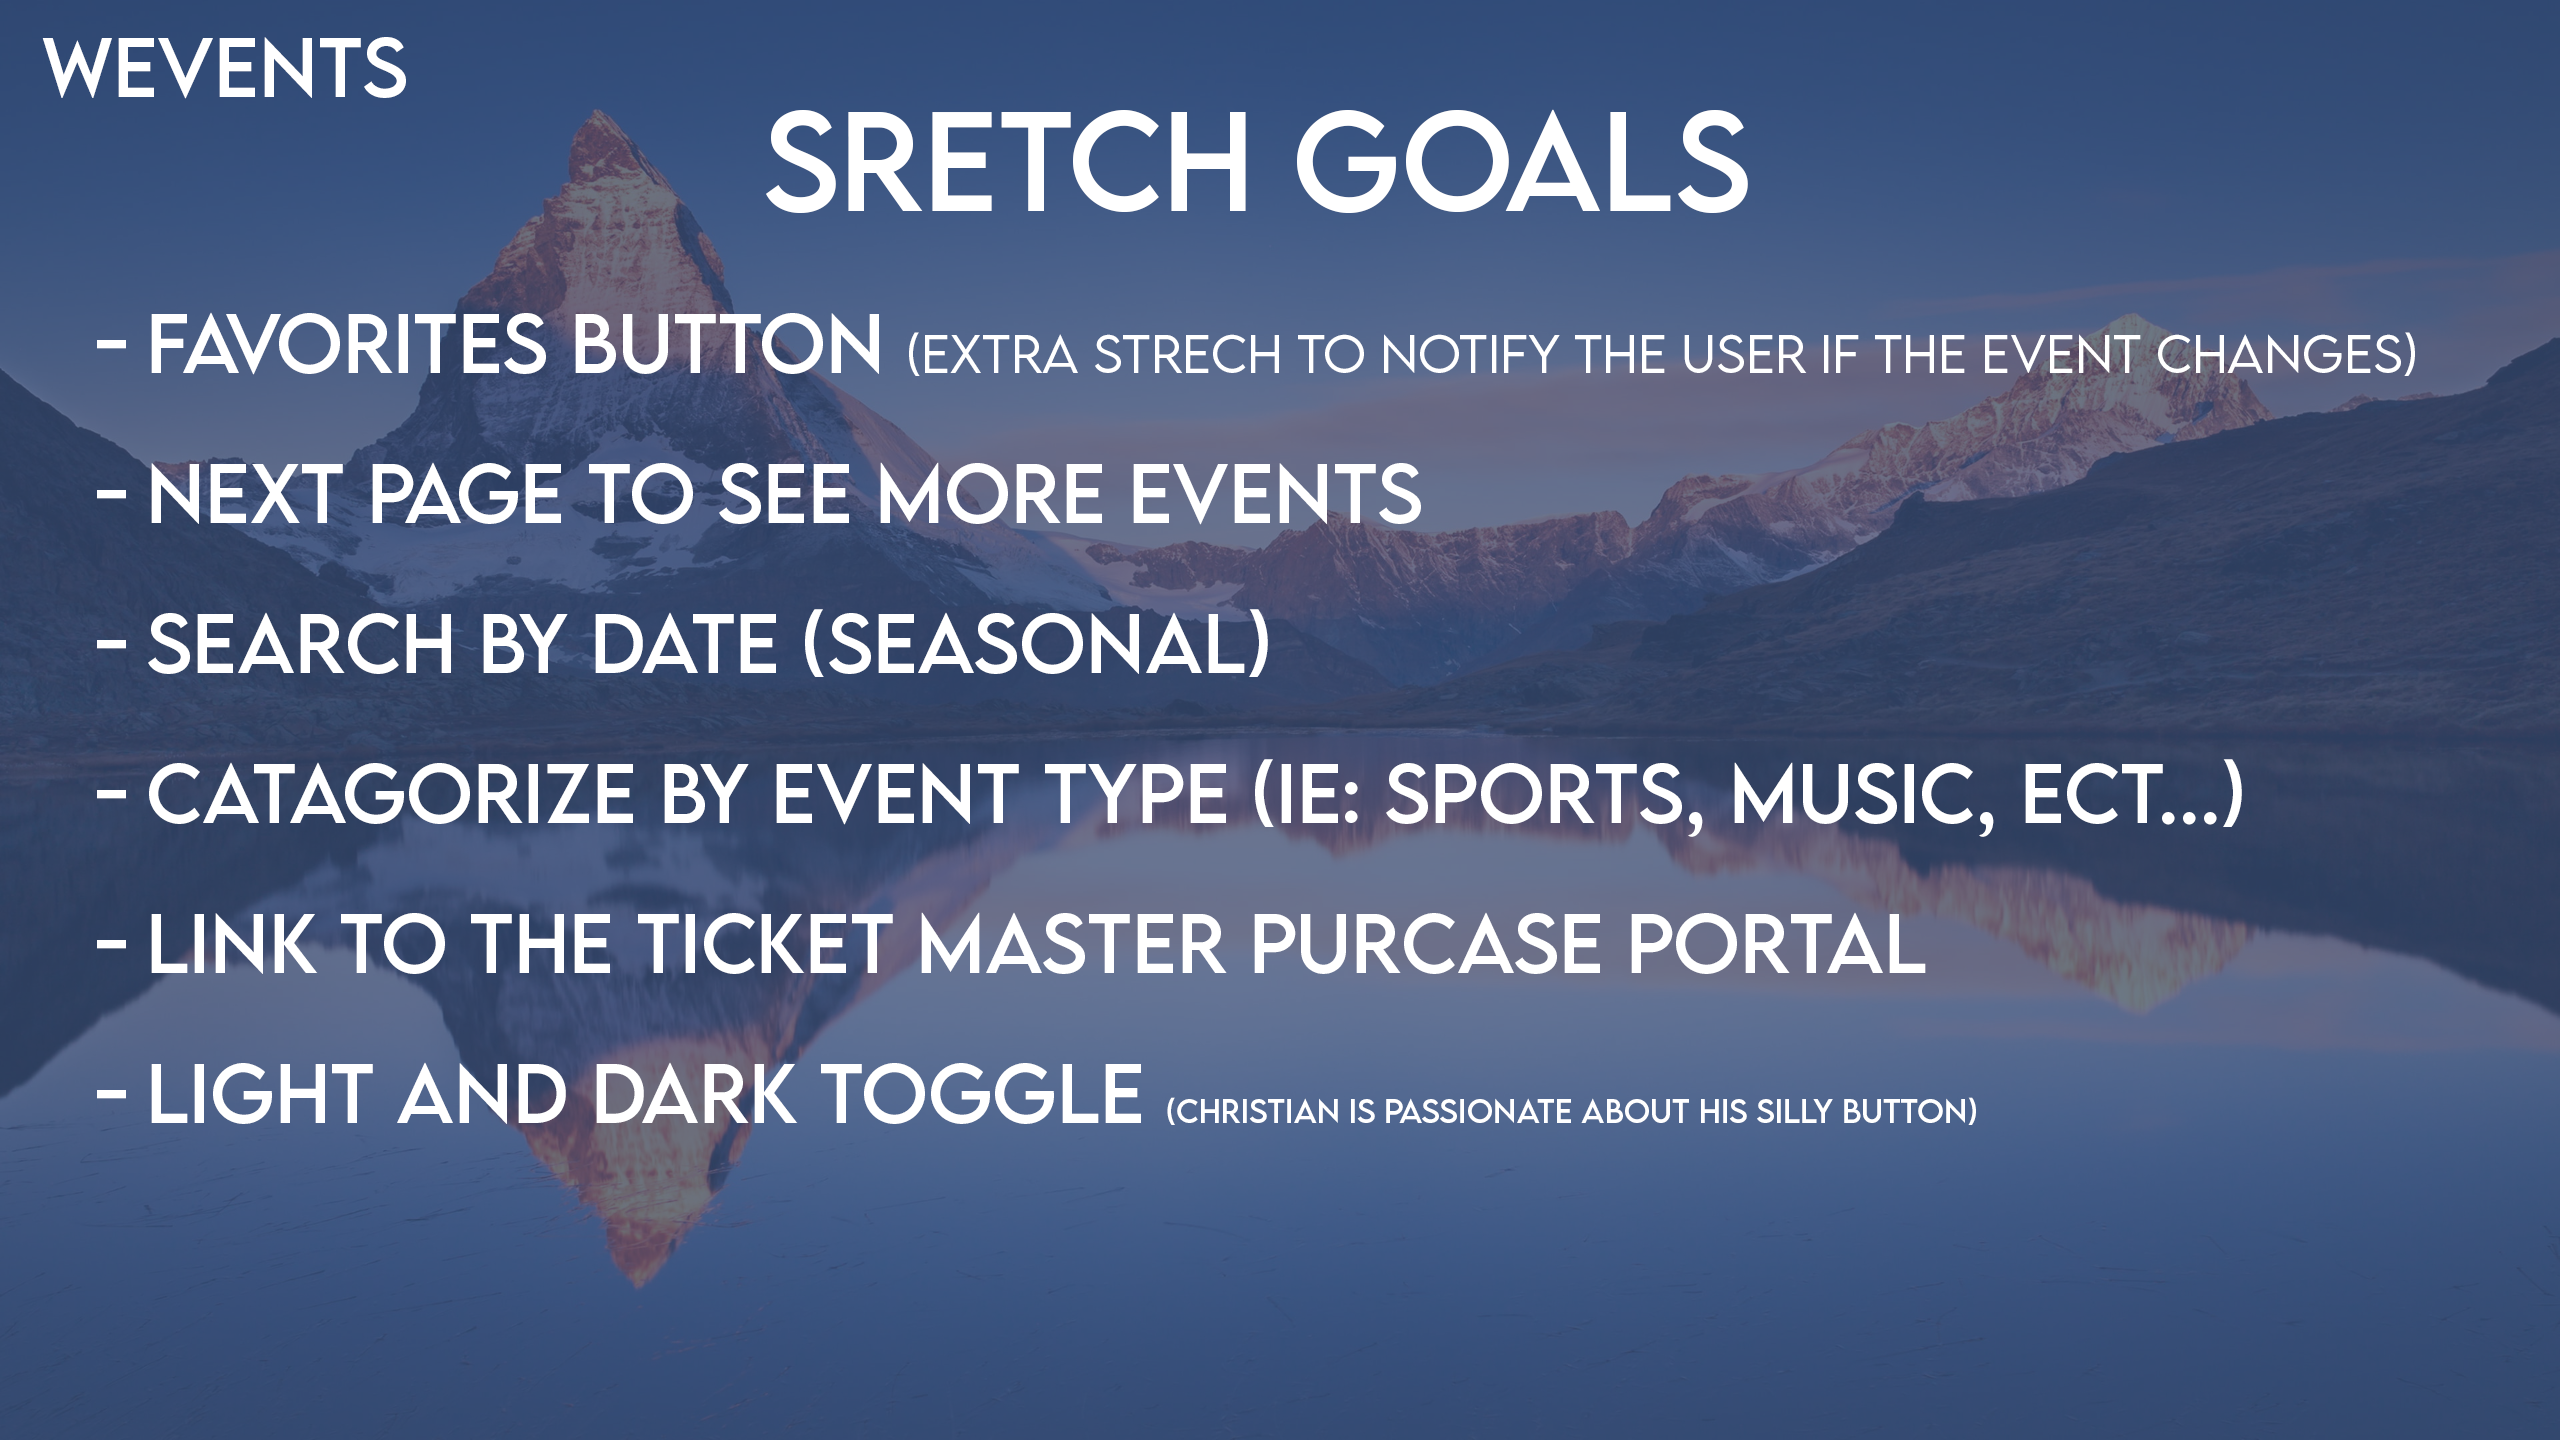 WEVENTS
SRETCH GOALS
- FAVORITES BUTTON (EXTRA STRECH TO NOTIFY THE USER IF THE EVENT CHANGES)
- NEXT PAGE TO SEE MORE EVENTS
- SEARCH BY DATE (SEASONAL)
- CATAGORIZE BY EVENT TYPE (IE: SPORTS, MUSIC, ECT...)
- LINK TO THE TICKET MASTER PURCASE PORTAL
- LIGHT AND DARK TOGGLE (CHRISTIAN IS PASSIONATE ABOUT HIS SILLY BUTTON)